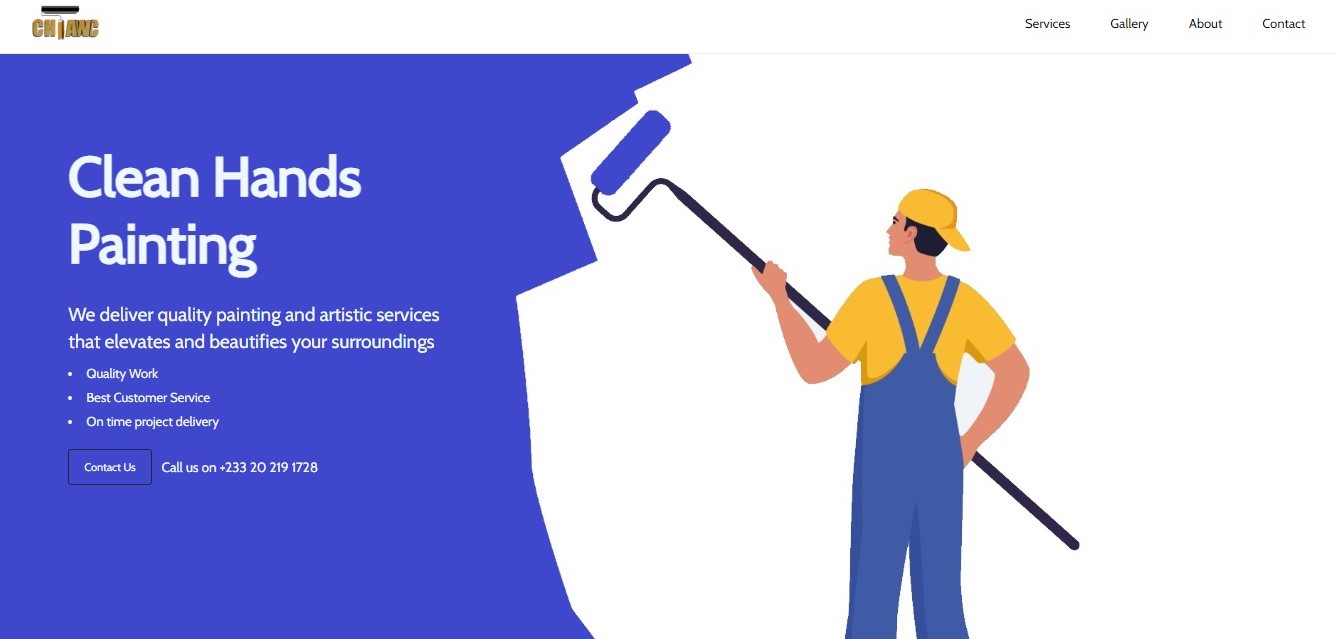 CN AWC
Services Gallery About Contact
Clean Hands
Painting
We deliver quality painting and artistic services
that elevates and beautifies your surroundings
Quality Work
Best Customer Service
On time project delivery
Contact Us Call us on +233 20 219 1728